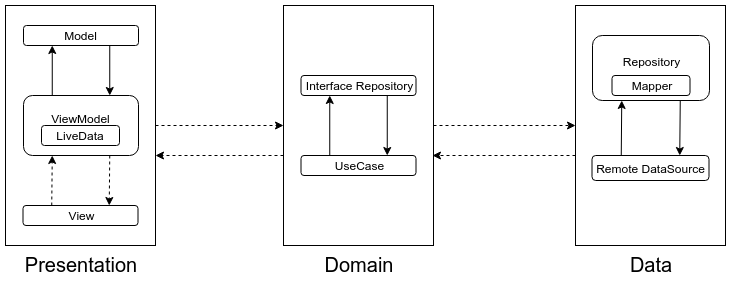 Model
ViewModel
LiveData
View
Presentation
Interface Repository
UseCase
Domain
Repository
Mapper
Remote DataSource
Data